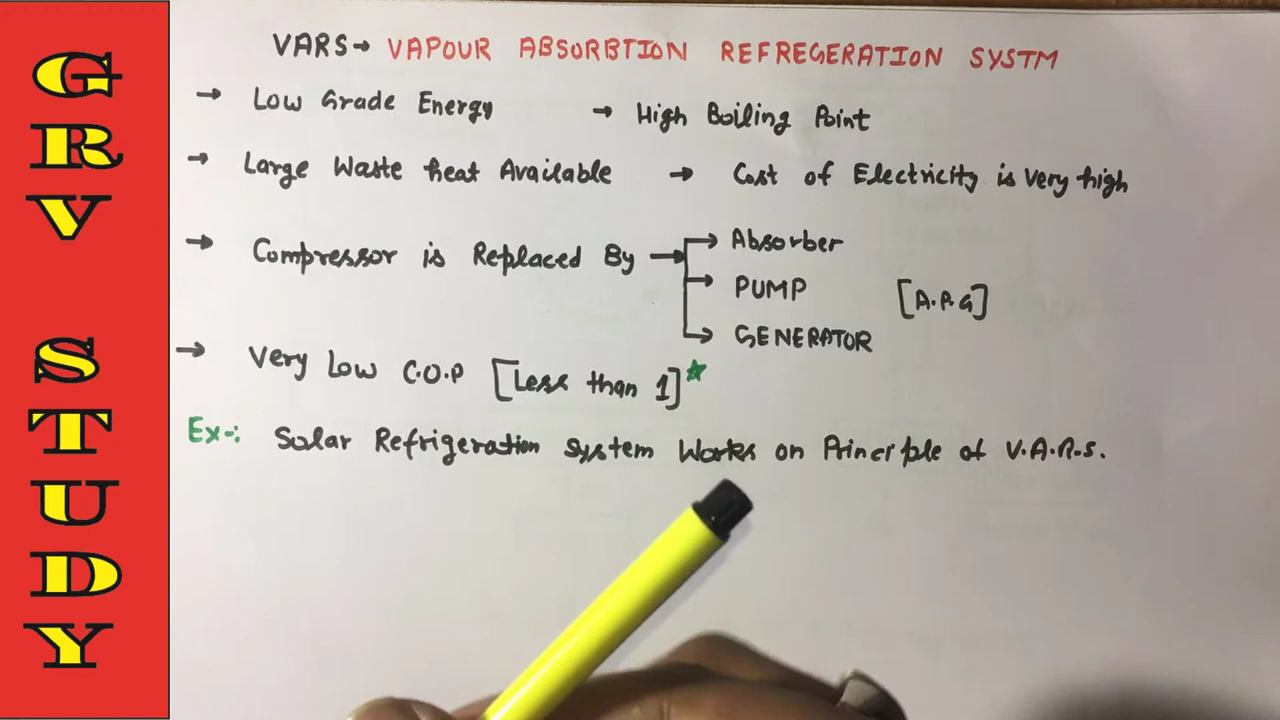 GRV STUDY
VARS→ VAPOUR ABSORBTION REFREGERATION SYSTM
→ Low Grade Energy → High Boiling Point
→ Large Waste heat Available → Cost of Electricity is very high
→ Compressor is Replaced By → Absorber
→ PUMP [A.P.G]
→ GENERATOR
→ Very Low C.O.P [Less than 1]*
Ex-: Solar Refrigeration system Works on Principle of V.A.R.S.